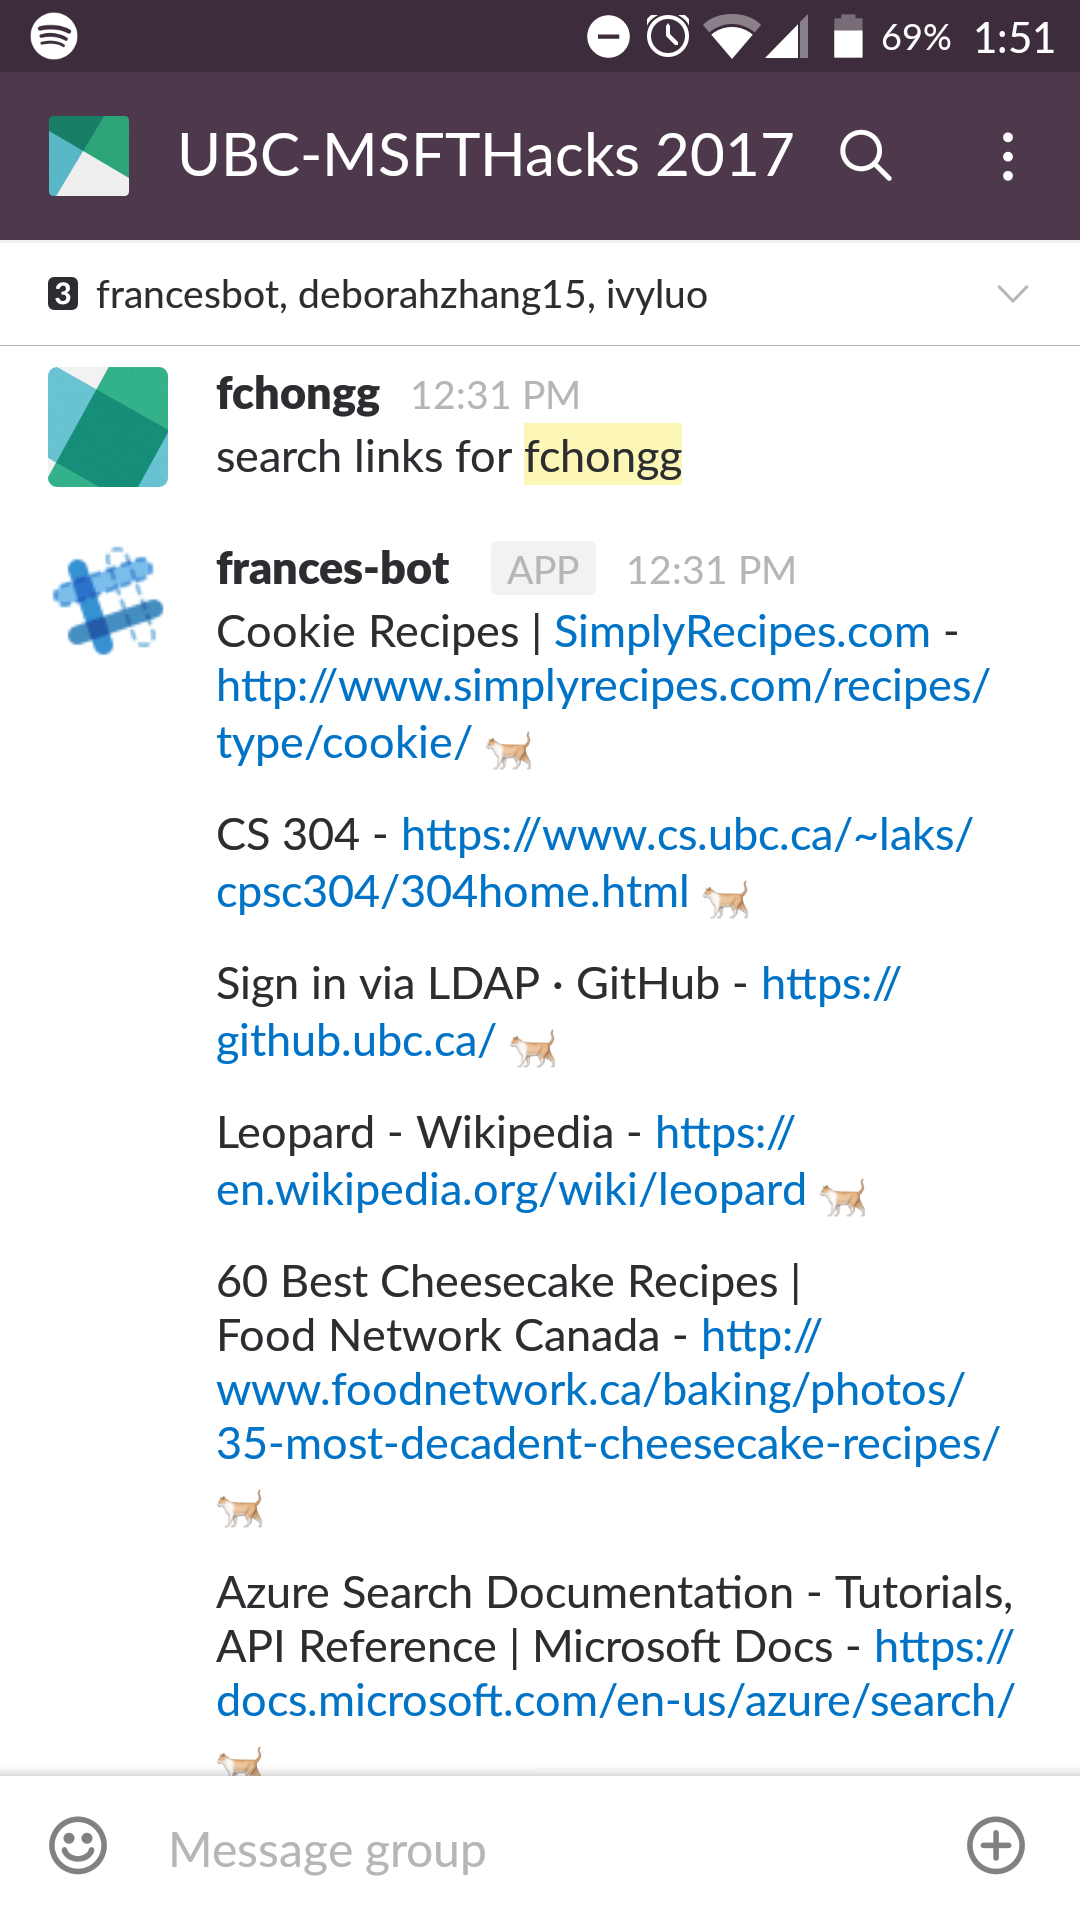 69% 1:51
UBC-MSFTHacks 2017
3 francesbot, deborahzhang15, ivyluo
fchongg 12:31 PM
search links for fchongg
frances-bot APP 12:31 PM
Cookie Recipes | SimplyRecipes.com -
http://www.simplyrecipes.com/recipes/
type/cookie/
CS 304 - https://www.cs.ubc.ca/~laks/
cpsc304/304home.html
Sign in via LDAP · GitHub - https://
github.ubc.ca/
Leopard - Wikipedia - https://
en.wikipedia.org/wiki/leopard
60 Best Cheesecake Recipes |
Food Network Canada - http://
www.foodnetwork.ca/baking/photos/
35-most-decadent-cheesecake-recipes/
Azure Search Documentation - Tutorials,
API Reference | Microsoft Docs - https://
docs.microsoft.com/en-us/azure/search/
Message group